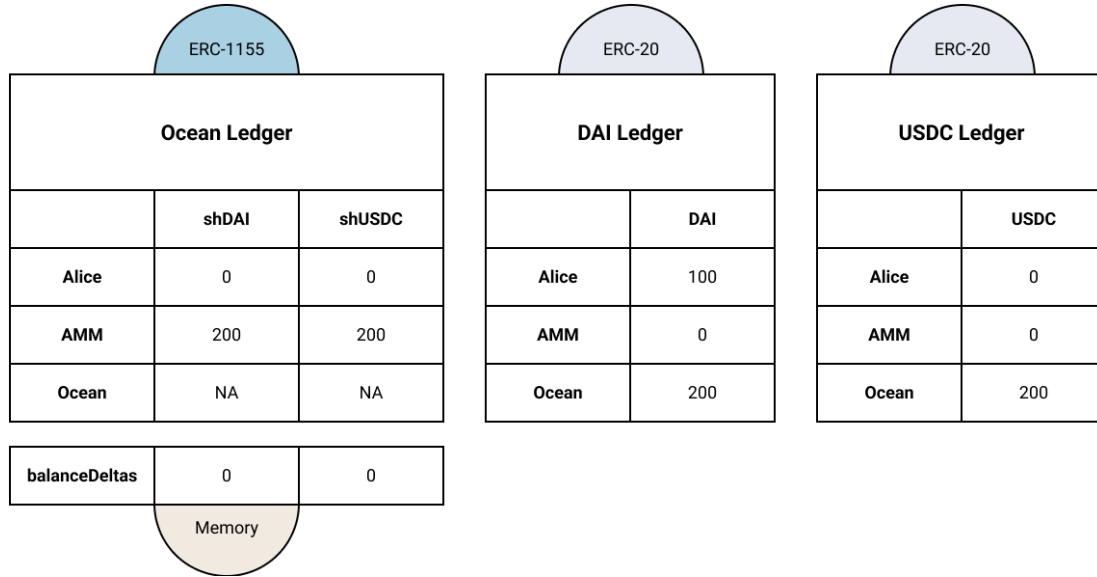 ERC-1155
Ocean Ledger
shDAI shUSDC
Alice 0 0
AMM 200 200
Ocean NA NA
balanceDeltas 0 0
Memory
ERC-20
DAI Ledger
DAI
Alice 100
AMM 0
Ocean 200
ERC-20
USDC Ledger
USDC
Alice 0
AMM 0
Ocean 200